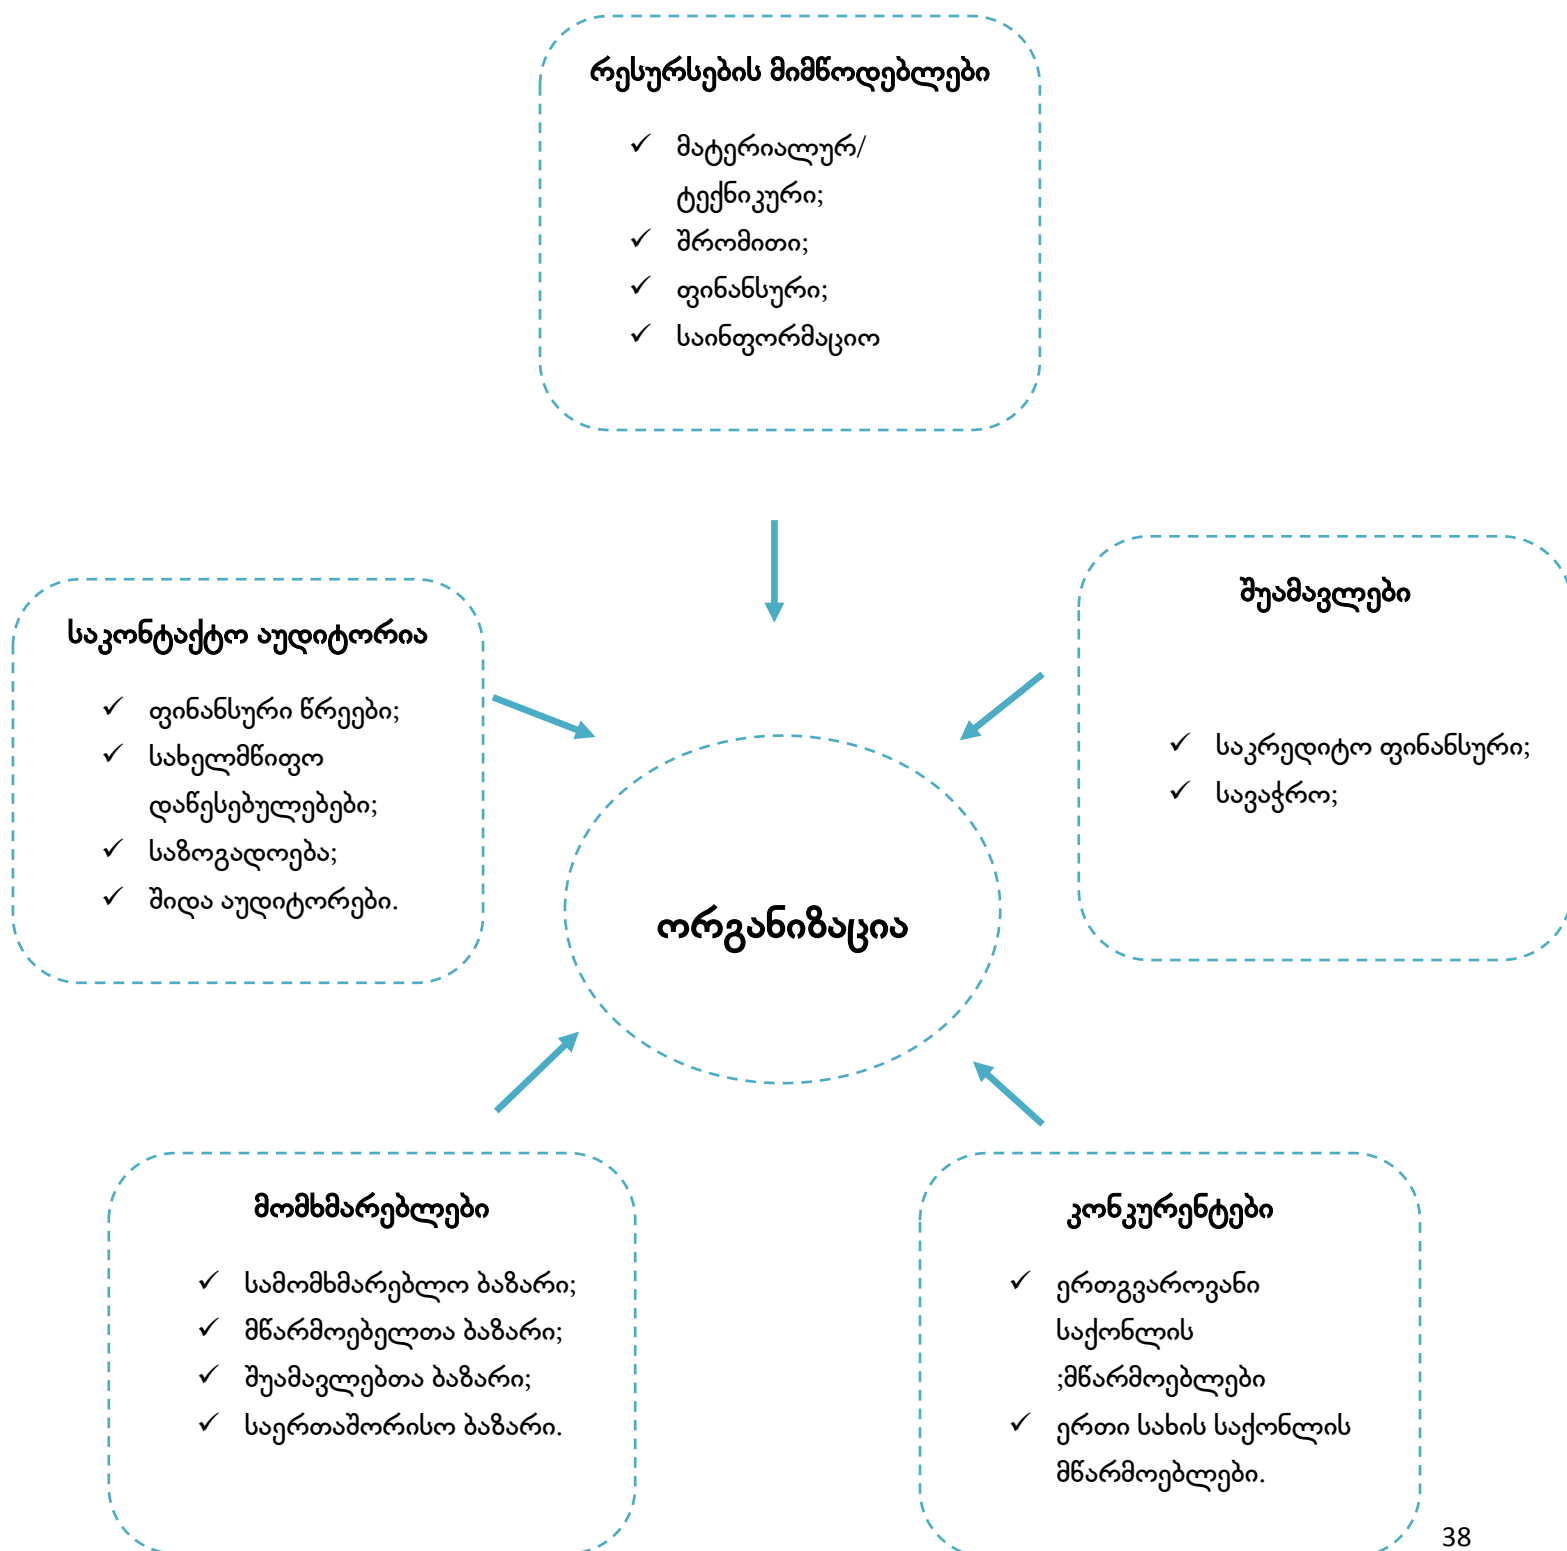 რესურსების მიმწოდებლები
✓ მატერიალურ/
ტექნიკური;
✓ შრომითი;
✓ ფინანსური;
✓ საინფორმაციო
საკონტაქტო აუდიტორია
✓ ფინანსური წრეები;
✓ სახელმწიფო
დაწესებულებები;
✓ საზოგადოება;
✓ შიდა აუდიტორები.
შუამავლები
✓ საკრედიტო ფინანსური;
✓ სავაჭრო;
ორგანიზაცია
მომხმარებლები
✓ სამომხმარებლო ბაზარი;
✓ მწარმოებელთა ბაზარი;
✓ შუამავლებთა ბაზარი;
✓ საერთაშორისო ბაზარი.
კონკურენტები
✓ ერთგვაროვანი
საქონლის
;მწარმოებლები
✓ ერთი სახის საქონლის
მწარმოებლები.
38